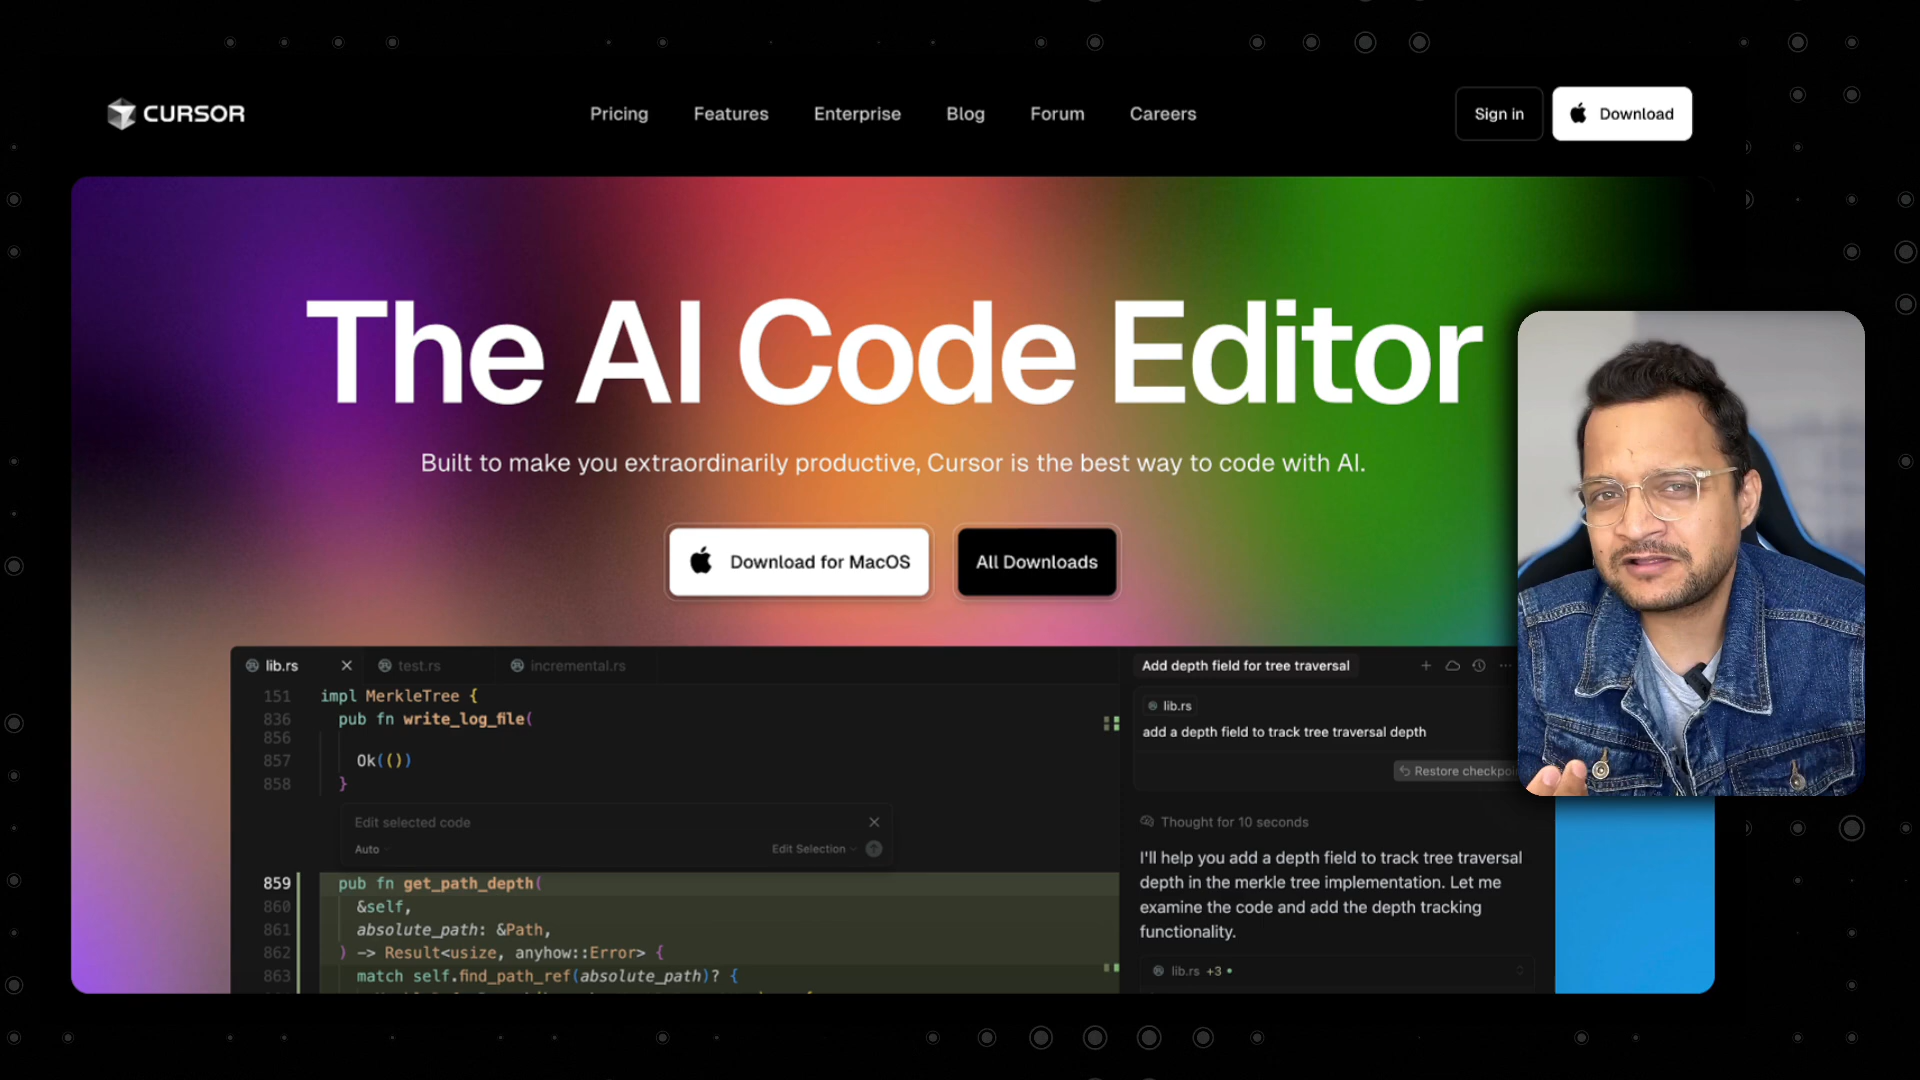 CURSOR
Pricing Features Enterprise Blog Forum Careers
Sign in
Download
The AI Code Editor
Built to make you extraordinarily productive, Cursor is the best way to code with AI.
Download for MacOS
All Downloads
lib.rs
test.rs
incremental.rs
151 impl MerkleTree {
836 pub fn write_log_file(
856
857 Ok(())
858 }
Edit selected code
Auto
Edit Selection
859 pub fn get_path_depth(
860 &self,
861 absolute_path: &Path,
862 ) -> Result<usize, anyhow::Error> {
863 match self.find_path_ref(absolute_path)? {
Add depth field for tree traversal
lib.rs
add a depth field to track tree traversal depth
Restore
Thought for 10 seconds
I'll help you add a depth field to track tree traversal
depth in the merkle tree implementation. Let me
examine the code and add the depth tracking
functionality.
lib.rs +3